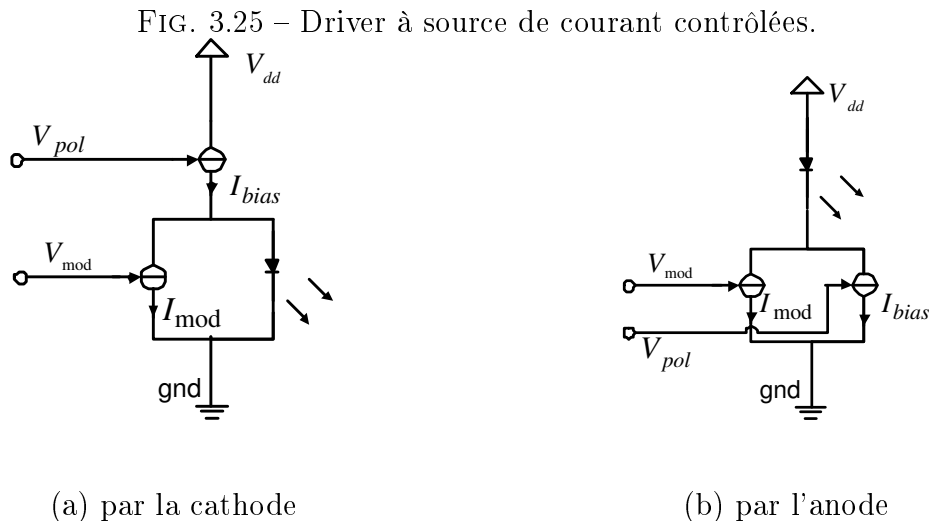 FIG. 3.25 – Driver à source de courant contrôlées.
V_dd
V_pol
I_bias
V_mod
I_mod
gnd
(a) par la cathode
V_dd
V_mod
I_mod
I_bias
V_pol
gnd
(b) par l'anode